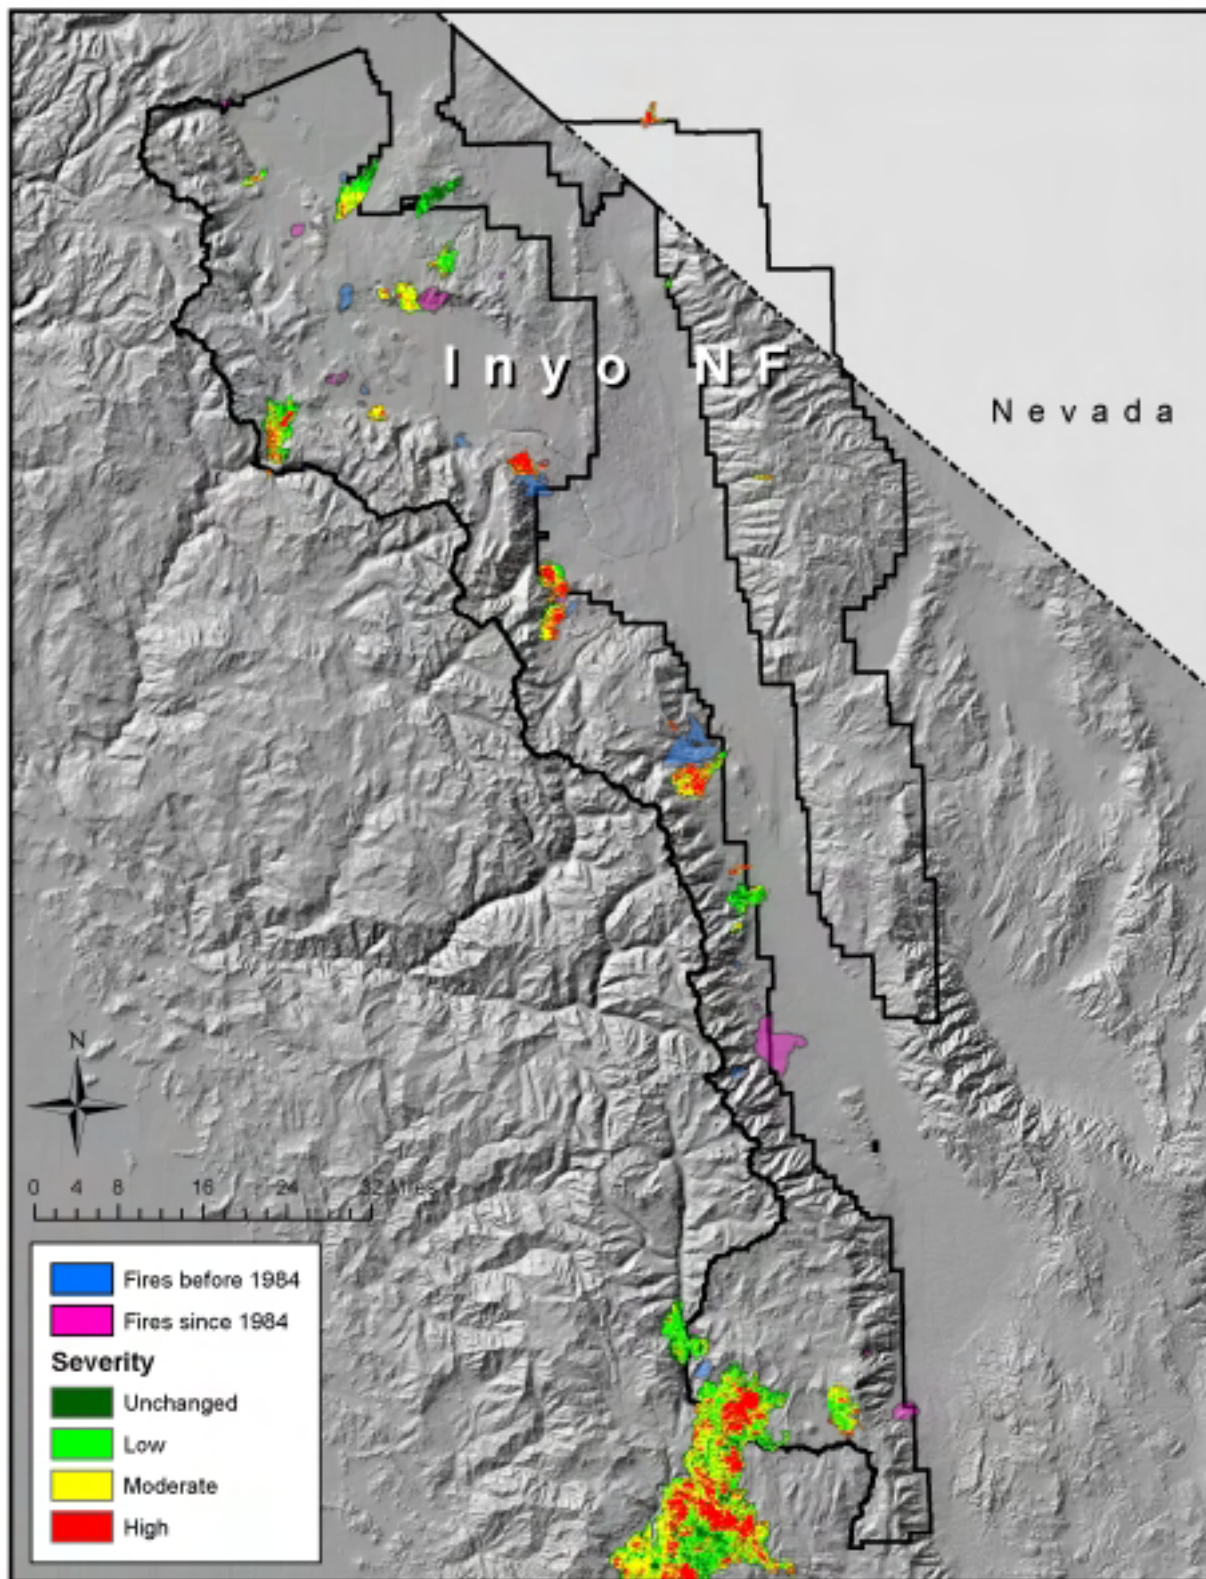 Inyo NF
Nevada
N
0 4 8 16 24 32 Miles
Fires before 1984
Fires since 1984
Severity
Unchanged
Low
Moderate
High